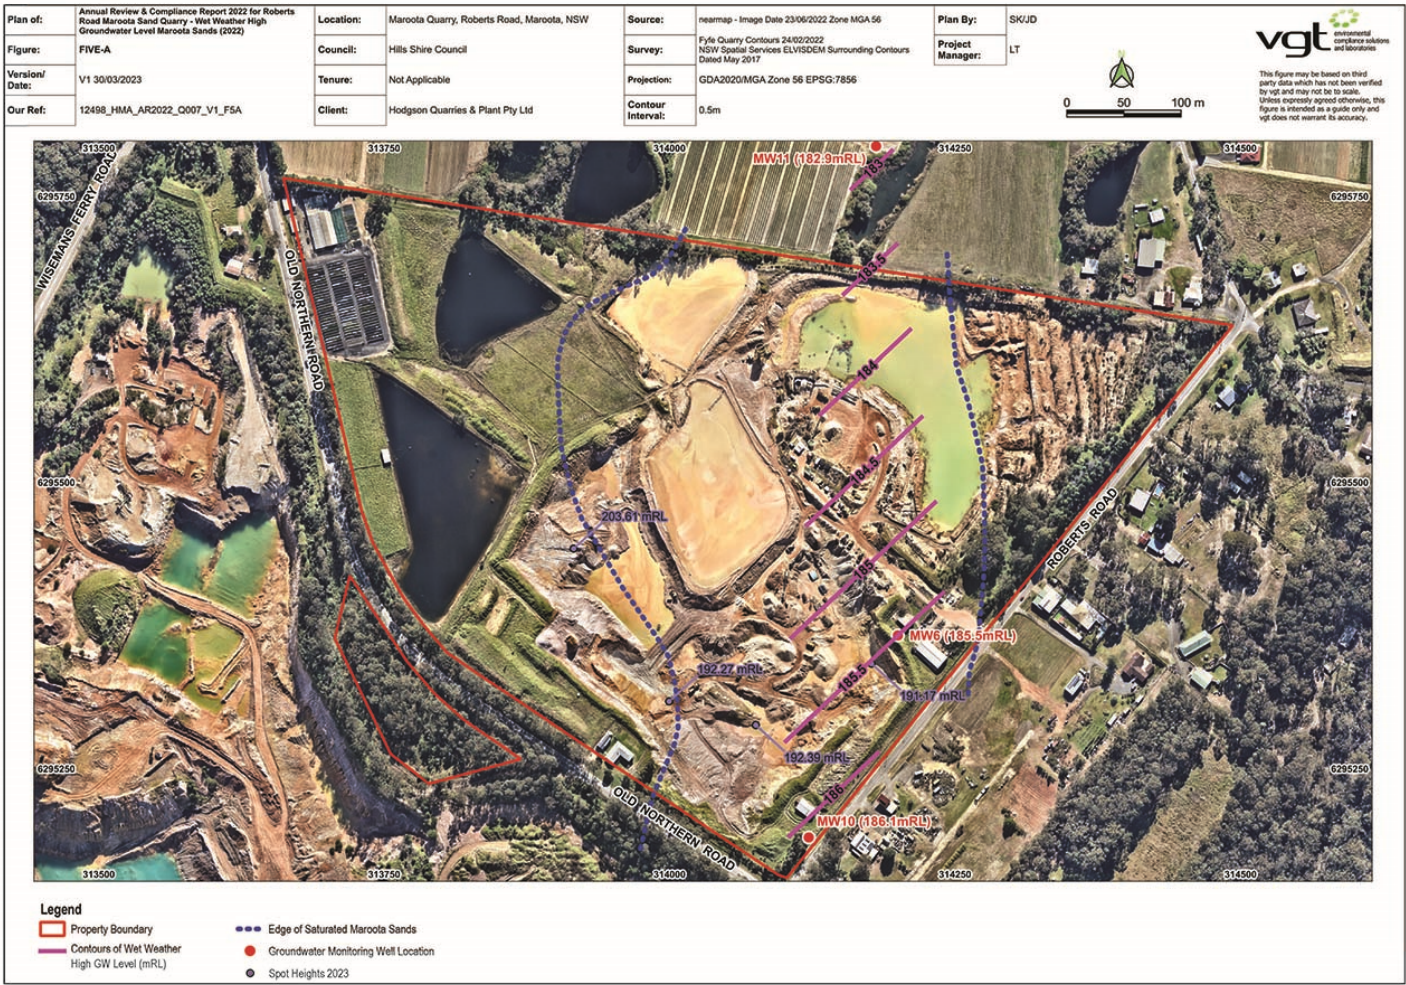 Plan of:
Annual Review & Compliance Report 2022 for Roberts
Road Maroota Sand Quarry - Wet Weather High
Groundwater Level Maroota Sands (2022)
Location:
Maroota Quarry, Roberts Road, Maroota, NSW
Source:
nearmap - Image Date 23/06/2022 Zone MGA 56
Plan By:
SK/JD
Figure:
FIVE-A
Council:
Hills Shire Council
Survey:
Fyfe Quarry Contours 24/02/2022
NSW Spatial Services ELVISDEM Surrounding Contours
Dated May 2017
Project
Manager:
LT
Version/
Date:
V1 30/03/2023
Tenure:
Not Applicable
Projection:
GDA2020/MGA Zone 56 EPSG:7856
Our Ref:
12498_HMA_AR2022_Q007_V1_F5A
Client:
Hodgson Quarries & Plant Pty Ltd
Contour
Interval:
0.5m
N
0 50 100 m
vgt
environmental
compliance solutions
and laboratories
This figure may be based on third
party data which has not been verified
by vgt and may not be to scale.
Unless expressly agreed otherwise, this
figure is intended as a guide only and
vgt does not warrant its accuracy.
313500 313750 314000 314250 314500
MW11 (182.9mRL)
183
6295750 6295750
WISEMANS FERRY ROAD
OLD NORTHERN ROAD
183.5
184
184.5
6295500 6295500
203.61 mRL
ROBERTS ROAD
185
MW6 (185.5mRL)
192.27 mRL
185.5
191.17 mRL
192.39 mRL
6295250 6295250
186
OLD NORTHERN ROAD
MW10 (186.1mRL)
313500 313750 314000 314250 314500
Legend
Property Boundary
Contours of Wet Weather
High GW Level (mRL)
Edge of Saturated Maroota Sands
Groundwater Monitoring Well Location
Spot Heights 2023